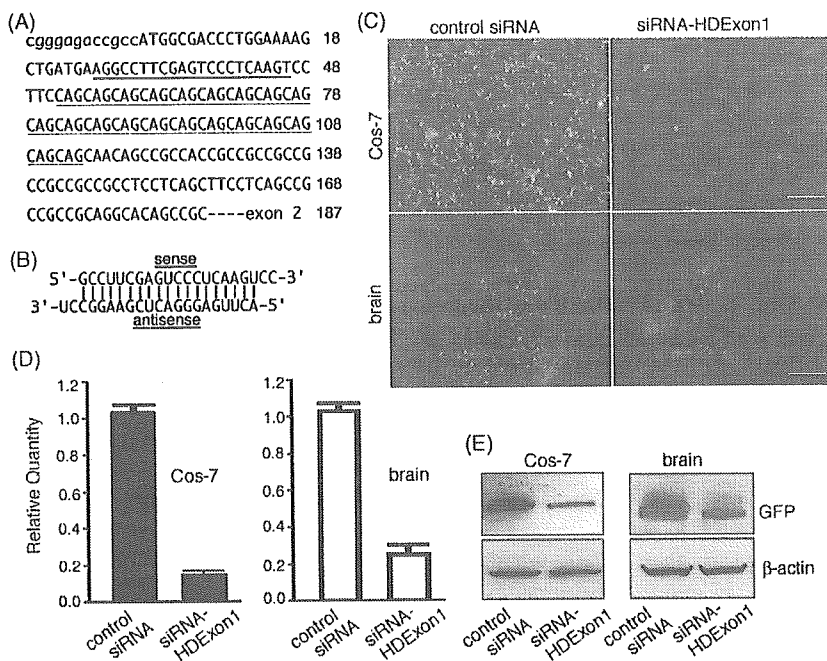 (A)
cgggagaccgccATGGCGACCCTGGAAAAG 18
CTGATGAAGGCCTTCGAGTCCCTCAAGTCC 48
TTCCAGCAGCAGCAGCAGCAGCAGCAGCAG 78
CAGCAGCAGCAGCAGCAGCAGCAGCAGCAG 108
CAGCAGCAACAGCCGCCACCGCCGCCGCCG 138
CCGCCGCCGCCTCCTCAGCTTCCTCAGCCG 168
CCGCCGCAGGCACAGCCGC----exon 2 187
(B)
sense
5'-GCCUUCGAGUCCCUCAAGUCC-3'
3'-UCCGGAAGCUCAGGGAGUUCA-5'
antisense
(C)
control siRNA siRNA-HDExon1
Cos-7
brain
(D)
Relative Quantity
1.2
1.0
0.8
0.6
0.4
0.2
0.0
Cos-7
control siRNA
siRNA-HDExon1
1.2
1.0
0.8
0.6
0.4
0.2
0.0
brain
control siRNA
siRNA-HDExon1
(E)
Cos-7 brain
GFP
β-actin
control siRNA
siRNA-HDExon1
control siRNA
siRNA-HDExon1